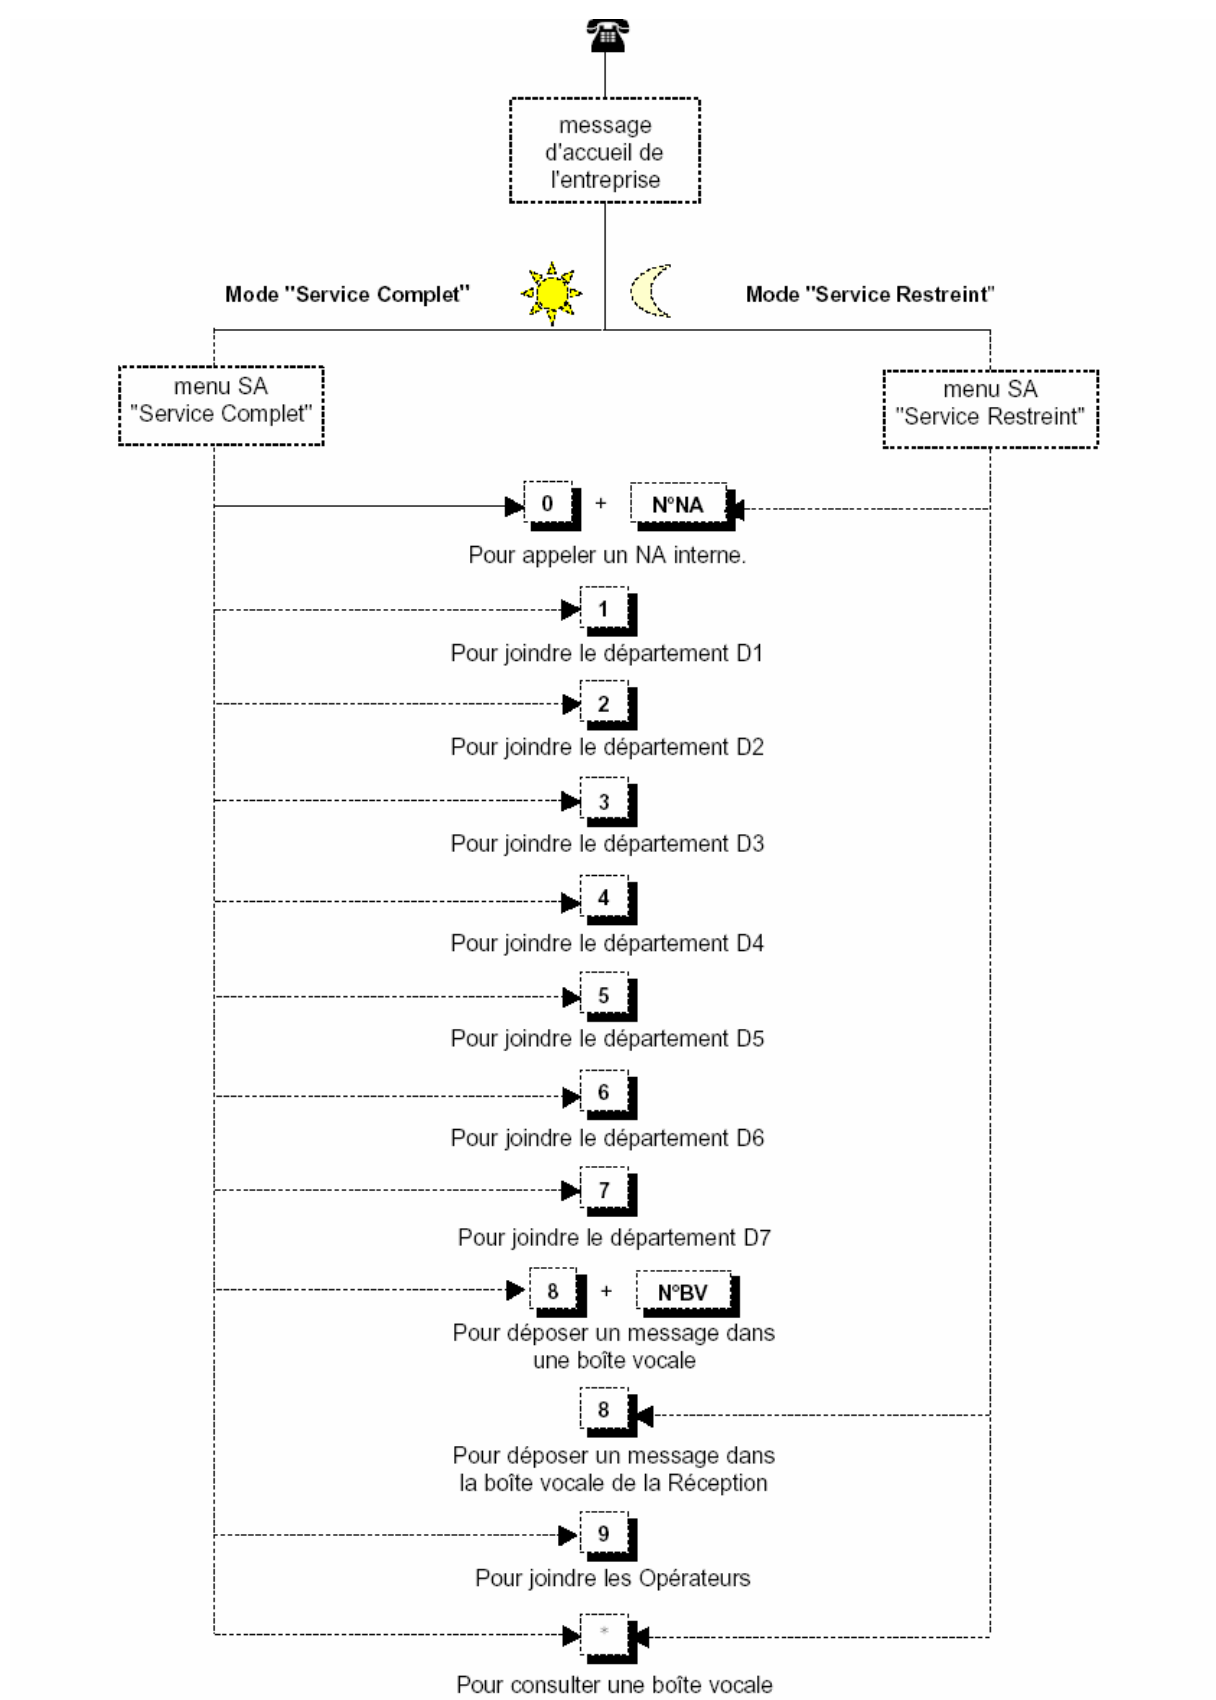 message
d'accueil de
l'entreprise
Mode "Service Complet"
Mode "Service Restreint"
menu SA
"Service Complet"
menu SA
"Service Restreint"
0 + N°NA
Pour appeler un NA interne.
1
Pour joindre le département D1
2
Pour joindre le département D2
3
Pour joindre le département D3
4
Pour joindre le département D4
5
Pour joindre le département D5
6
Pour joindre le département D6
7
Pour joindre le département D7
8 + N°BV
Pour déposer un message dans
une boîte vocale
8
Pour déposer un message dans
la boîte vocale de la Réception
9
Pour joindre les Opérateurs
*
Pour consulter une boîte vocale